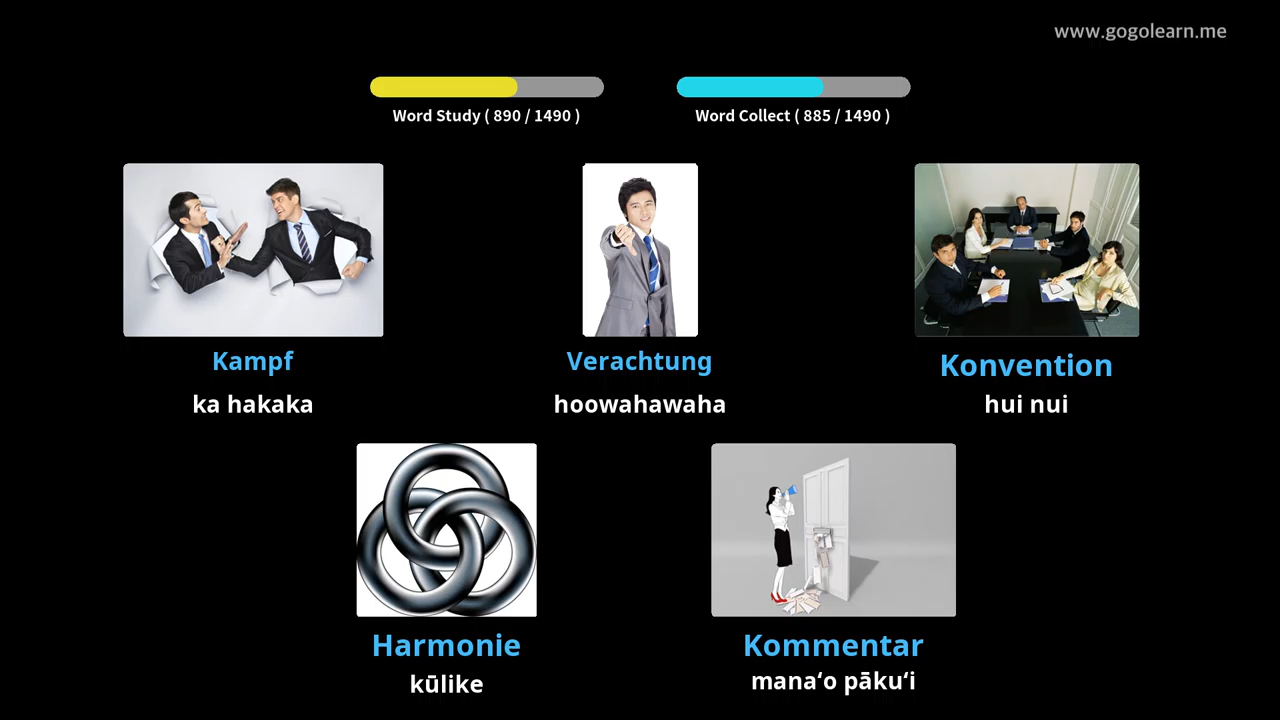 www.gogolearn.me
Word Study ( 890 / 1490 )
Word Collect ( 885 / 1490 )
Kampf
Verachtung
Konvention
ka hakaka
hoowahawaha
hui nui
Harmonie
Kommentar
kūlike
manaʻo pākuʻi